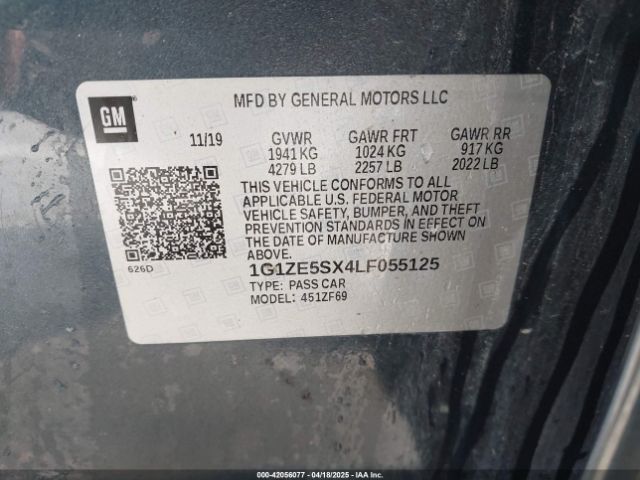 GM
MFD BY GENERAL MOTORS LLC
11/19 GVWR GAWR FRT GAWR RR
1941 KG 1024 KG 917 KG
4279 LB 2257 LB 2022 LB
THIS VEHICLE CONFORMS TO ALL
APPLICABLE U.S. FEDERAL MOTOR
VEHICLE SAFETY, BUMPER, AND THEFT
PREVENTION STANDARDS IN EFFECT ON
THE DATE OF MANUFACTURE SHOWN
ABOVE.
626D
1G1ZE5SX4LF055125
TYPE: PASS CAR
MODEL: 451ZF69
000-42056077 - 04/18/2025 - IAA Inc.